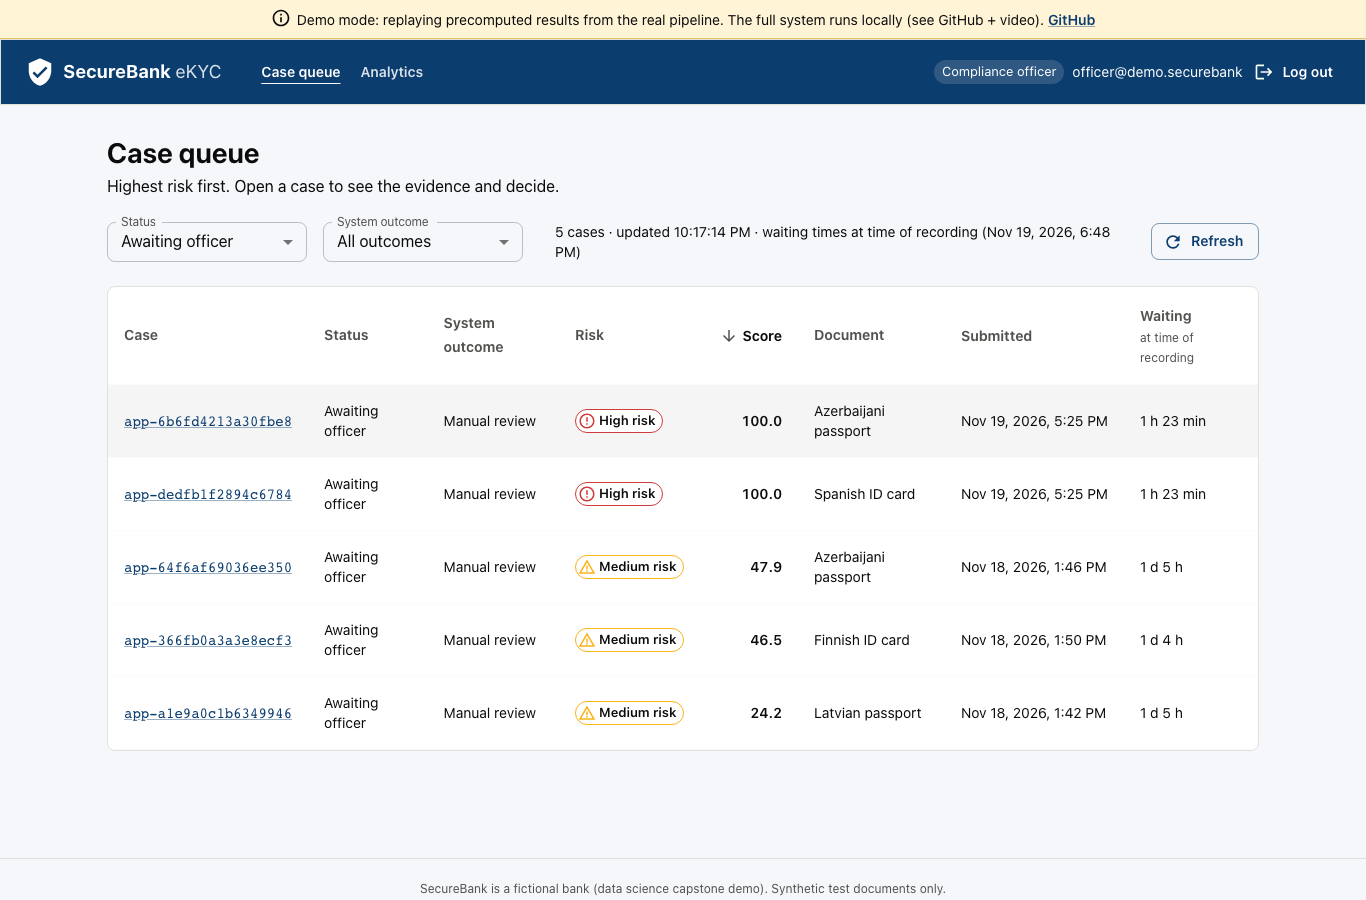 Demo mode: replaying precomputed results from the real pipeline. The full system runs locally (see GitHub + video). GitHub
SecureBank eKYC
Case queue
Analytics
Compliance officer
officer@demo.securebank
Log out
Case queue
Highest risk first. Open a case to see the evidence and decide.
Status
Awaiting officer
System outcome
All outcomes
5 cases · updated 10:17:14 PM · waiting times at time of recording (Nov 19, 2026, 6:48
PM)
Refresh
Case
Status
System
outcome
Risk
Score
Document
Submitted
Waiting
at time of
recording
app-6b6fd4213a30fbe8
Awaiting
officer
Manual review
High risk
100.0
Azerbaijani
passport
Nov 19, 2026, 5:25 PM
1 h 23 min
app-dedfb1f2894c6784
Awaiting
officer
Manual review
High risk
100.0
Spanish ID card
Nov 19, 2026, 5:25 PM
1 h 23 min
app-64f6af69036ee350
Awaiting
officer
Manual review
Medium risk
47.9
Azerbaijani
passport
Nov 18, 2026, 1:46 PM
1 d 5 h
app-366fb0a3a3e8ecf3
Awaiting
officer
Manual review
Medium risk
46.5
Finnish ID card
Nov 18, 2026, 1:50 PM
1 d 4 h
app-a1e9a0c1b6349946
Awaiting
officer
Manual review
Medium risk
24.2
Latvian passport
Nov 18, 2026, 1:42 PM
1 d 5 h
SecureBank is a fictional bank (data science capstone demo). Synthetic test documents only.